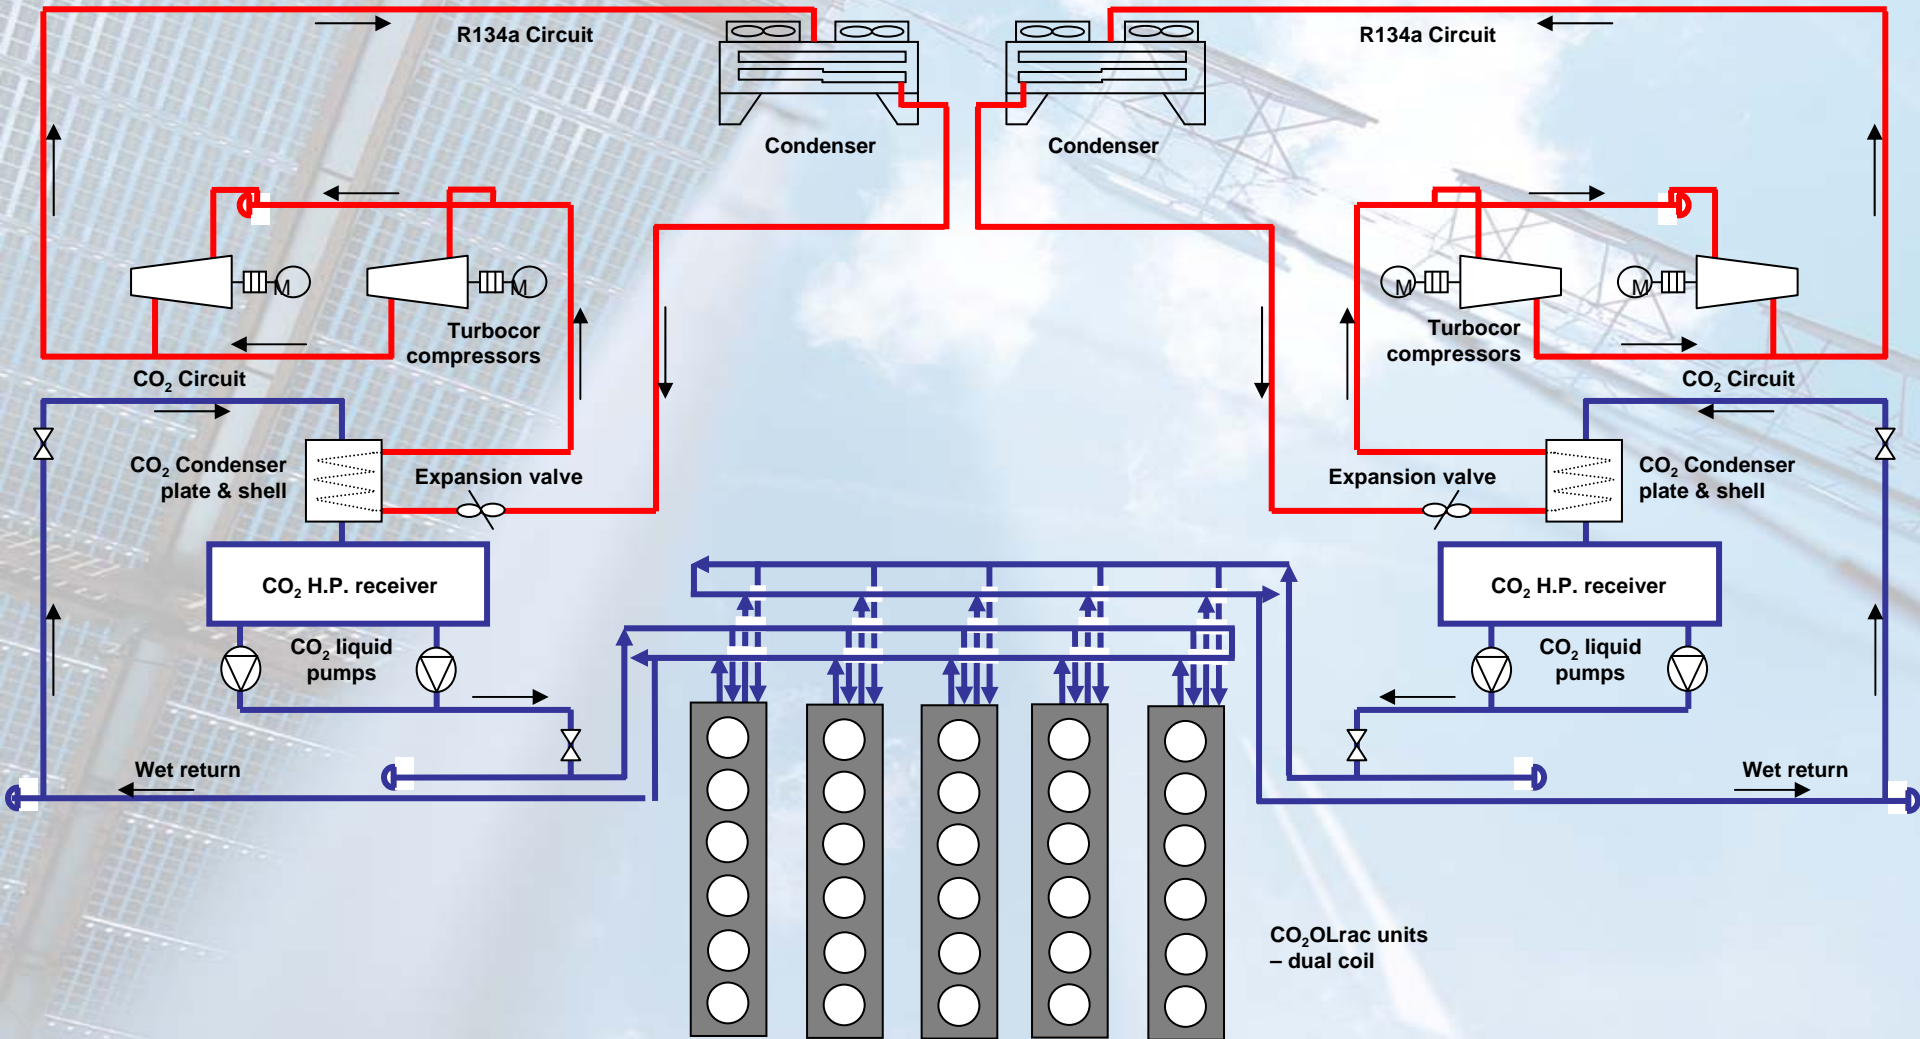 R134a Circuit
R134a Circuit
Condenser
Condenser
M
M
M
M
Turbocor
compressors
Turbocor
compressors
CO₂ Circuit
CO₂ Circuit
CO₂ Condenser
plate & shell
Expansion valve
Expansion valve
CO₂ Condenser
plate & shell
CO₂ H.P. receiver
CO₂ H.P. receiver
CO₂ liquid
pumps
CO₂ liquid
pumps
Wet return
Wet return
CO₂OLrac units
– dual coil